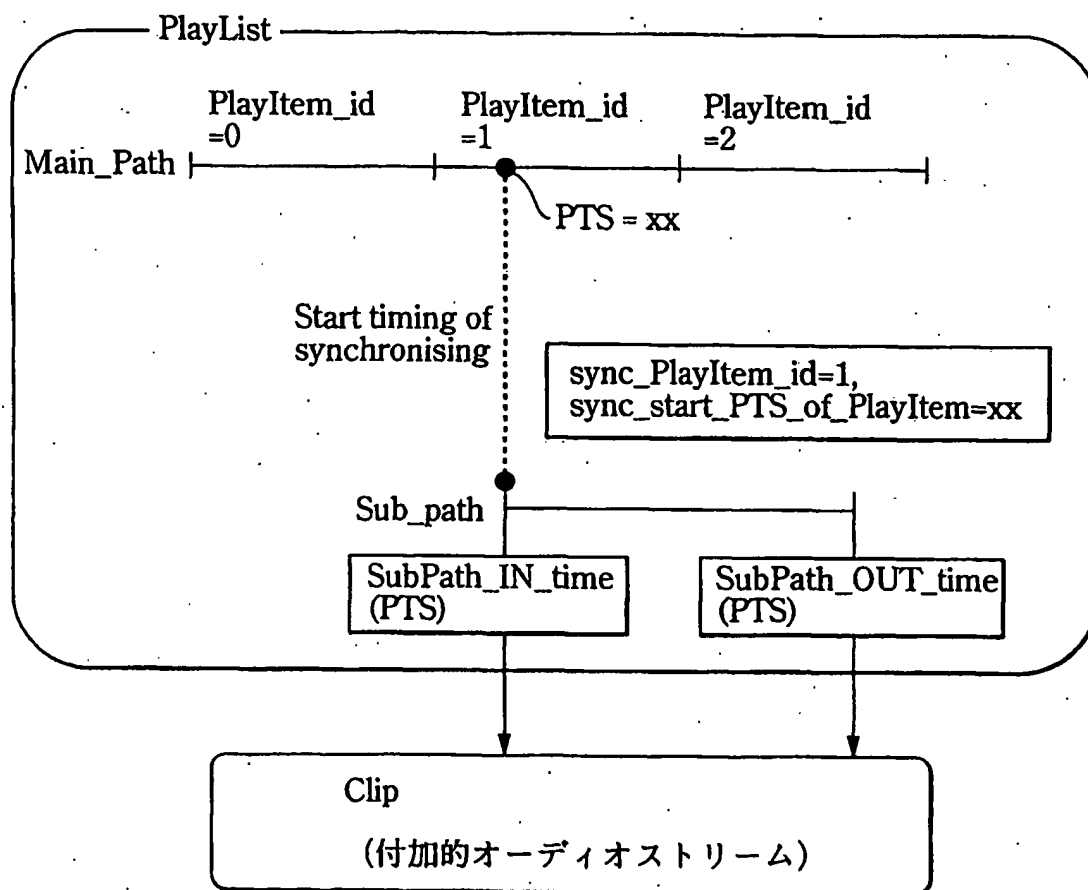 PlayList
PlayItem_id
=0
PlayItem_id
=1
PlayItem_id
=2
Main_Path
PTS = xx
Start timing of
synchronising
sync_PlayItem_id=1,
sync_start_PTS_of_PlayItem=xx
Sub_path
SubPath_IN_time
(PTS)
SubPath_OUT_time
(PTS)
Clip
(付加的オーディオストリーム)